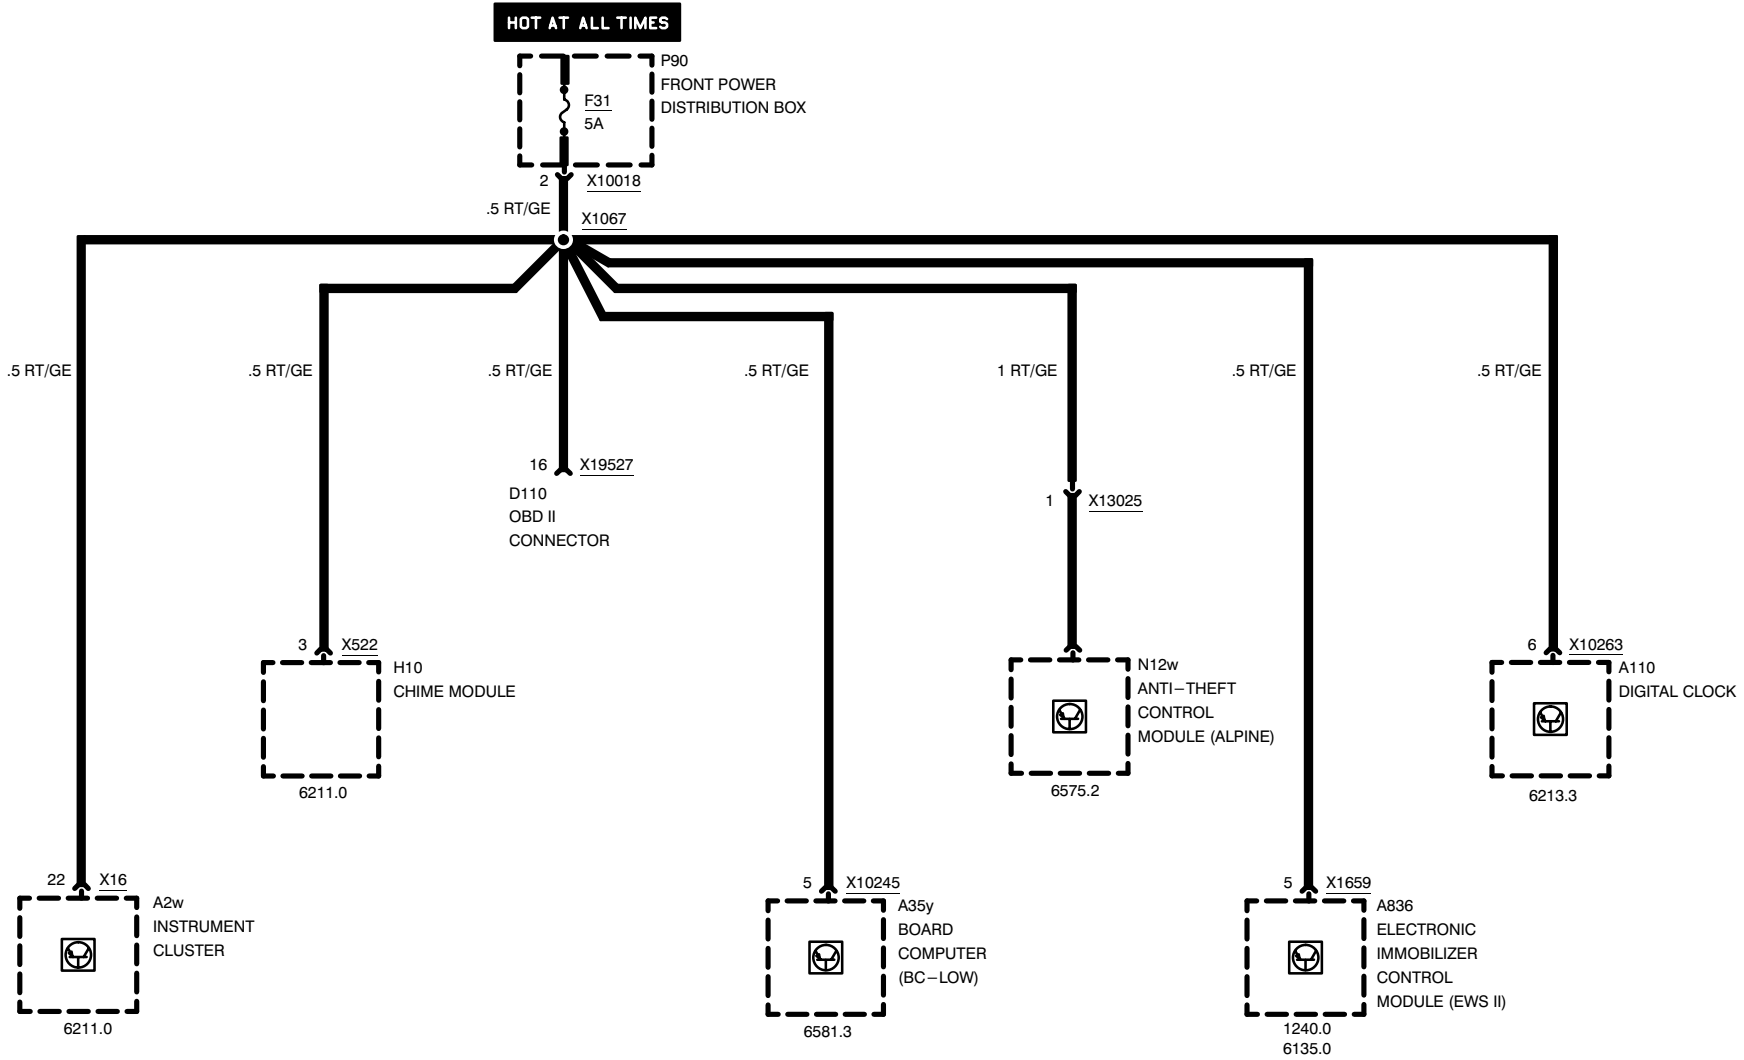 HOT AT ALL TIMES
P90
FRONT POWER
DISTRIBUTION BOX
F31
5A
2 X10018
.5 RT/GE
X1067
.5 RT/GE
.5 RT/GE
.5 RT/GE
.5 RT/GE
1 RT/GE
.5 RT/GE
.5 RT/GE
16 X19527
D110
OBD II
CONNECTOR
1 X13025
3 X522
H10
CHIME MODULE
6211.0
N12w
ANTI−THEFT
CONTROL
MODULE (ALPINE)
6575.2
6 X10263
A110
DIGITAL CLOCK
6213.3
22 X16
A2w
INSTRUMENT
CLUSTER
6211.0
5 X10245
A35y
BOARD
COMPUTER
(BC−LOW)
6581.3
5 X1659
A836
ELECTRONIC
IMMOBILIZER
CONTROL
MODULE (EWS II)
1240.0
6135.0